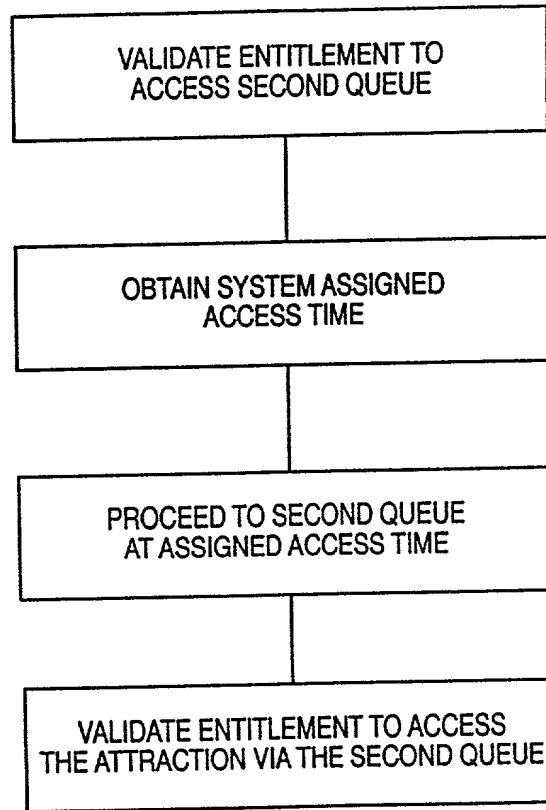 VALIDATE ENTITLEMENT TO
ACCESS SECOND QUEUE
OBTAIN SYSTEM ASSIGNED
ACCESS TIME
PROCEED TO SECOND QUEUE
AT ASSIGNED ACCESS TIME
VALIDATE ENTITLEMENT TO ACCESS
THE ATTRACTION VIA THE SECOND QUEUE